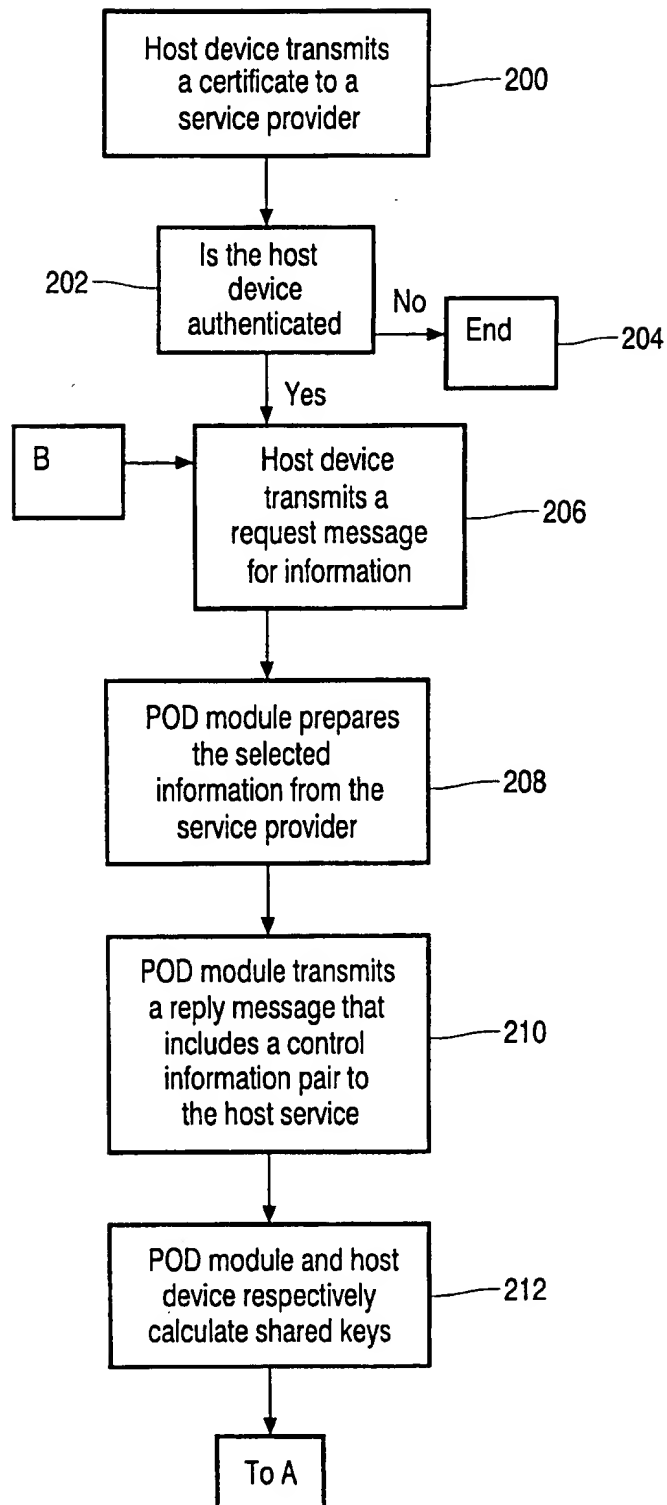 Host device transmits
a certificate to a
service provider
200
Is the host
device
authenticated
202
No
End
204
Yes
B
Host device
transmits a
request message
for information
206
POD module prepares
the selected
information from the
service provider
208
POD module transmits
a reply message that
includes a control
information pair to
the host service
210
POD module and host
device respectively
calculate shared keys
212
To A